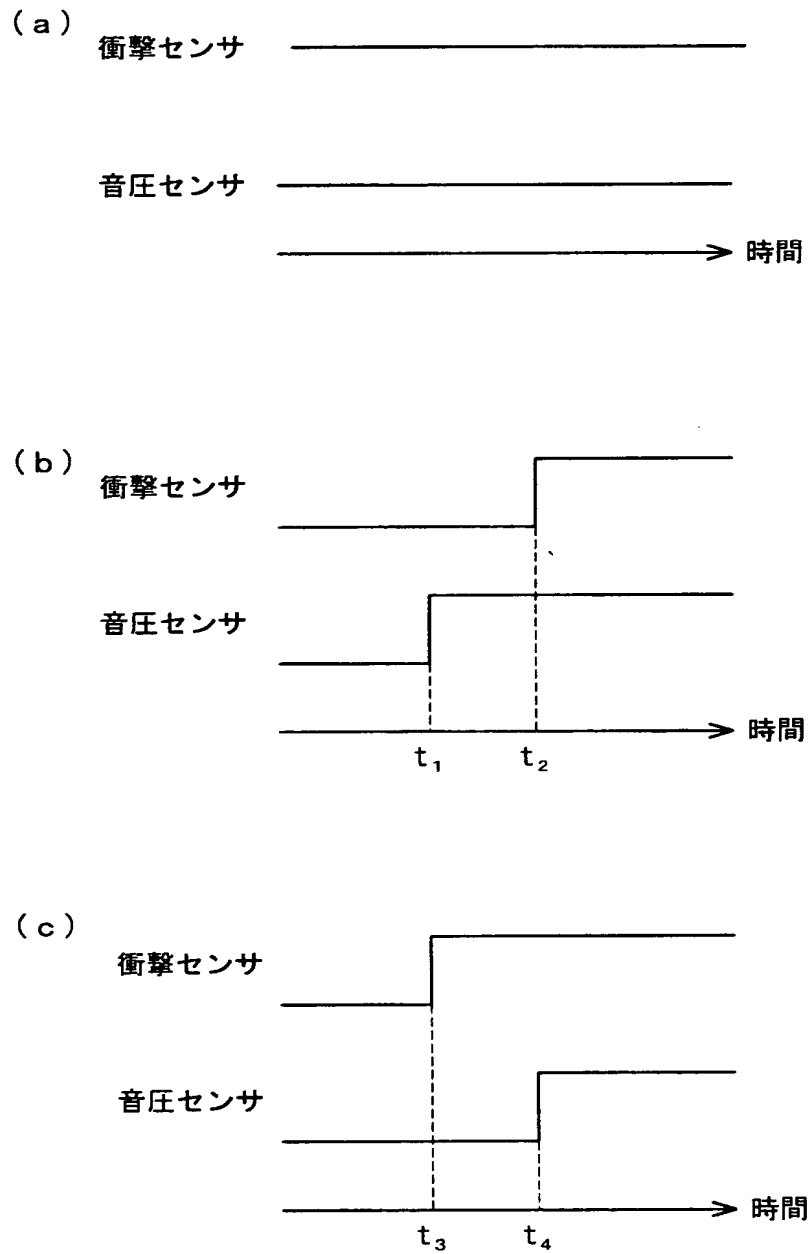 (a)
衝撃センサ
音圧センサ
時間
(b)
衝撃センサ
音圧センサ
時間
t₁ t₂
(c)
衝撃センサ
音圧センサ
時間
t₃ t₄